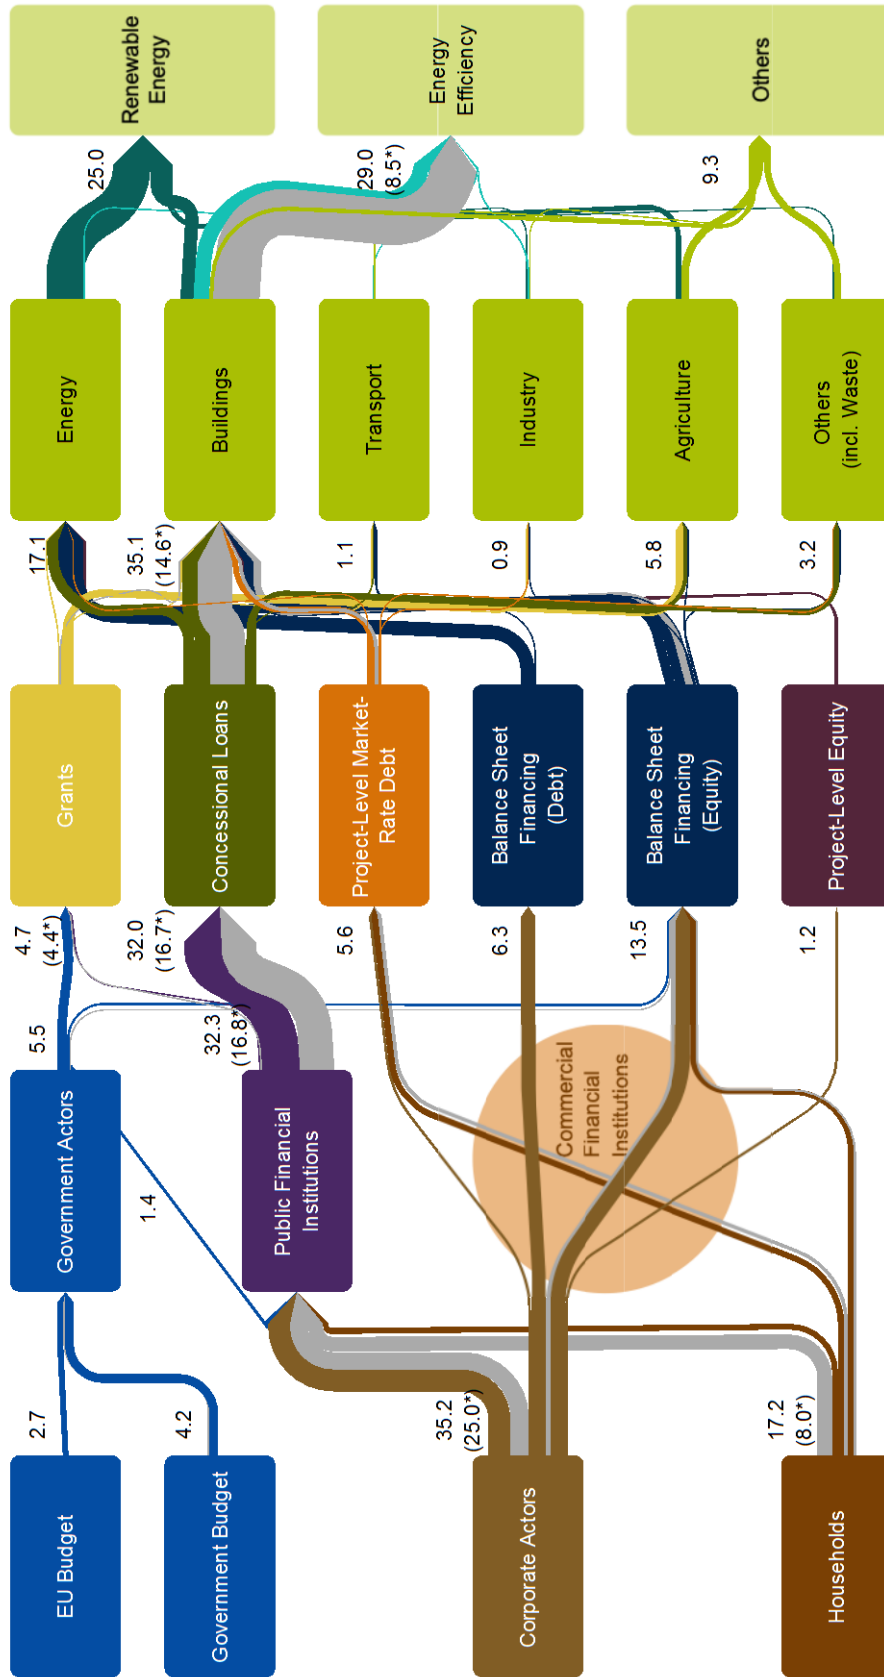 EU Budget
2.7
Government Budget
4.2
Corporate Actors
35.2
(25.0*)
Households
17.2
(8.0*)
Government Actors
5.5
1.4
Public Financial
Institutions
32.3
(16.8*)
Commercial
Financial
Institutions
4.7
(4.4*)
Grants
32.0
(16.7*)
Concessional Loans
5.6
Project-Level Market-
Rate Debt
6.3
Balance Sheet
Financing
(Debt)
13.5
Balance Sheet
Financing
(Equity)
1.2
Project-Level Equity
17.1
Energy
35.1
(14.6*)
Buildings
1.1
Transport
0.9
Industry
5.8
Agriculture
3.2
Others
(incl. Waste)
25.0
Renewable
Energy
29.0
(8.5*)
Energy
Efficiency
9.3
Others